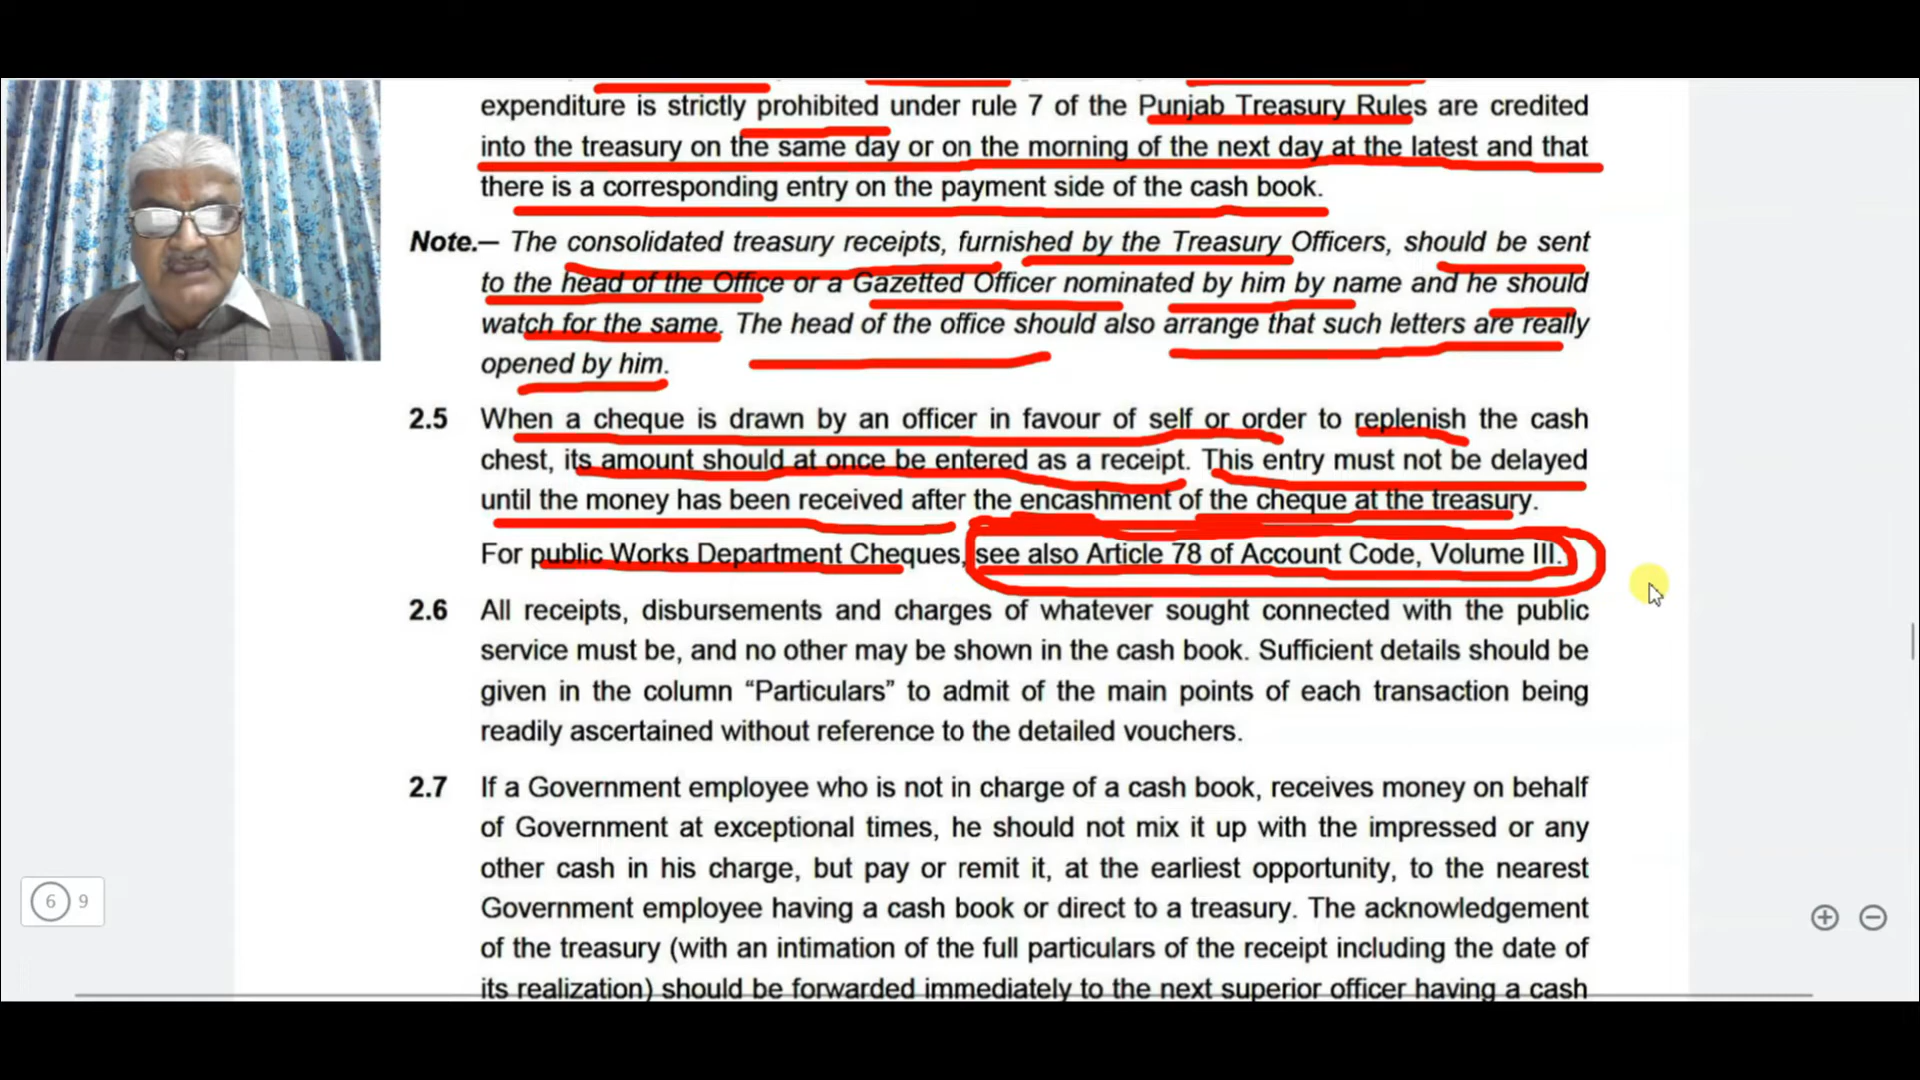 expenditure is strictly prohibited under rule 7 of the Punjab Treasury Rules are credited
into the treasury on the same day or on the morning of the next day at the latest and that
there is a corresponding entry on the payment side of the cash book.
Note.— The consolidated treasury receipts, furnished by the Treasury Officers, should be sent
to the head of the Office or a Gazetted Officer nominated by him by name and he should
watch for the same. The head of the office should also arrange that such letters are really
opened by him.
2.5 When a cheque is drawn by an officer in favour of self or order to replenish the cash
chest, its amount should at once be entered as a receipt. This entry must not be delayed
until the money has been received after the encashment of the cheque at the treasury.
For public Works Department Cheques, see also Article 78 of Account Code, Volume III.
2.6 All receipts, disbursements and charges of whatever sought connected with the public
service must be, and no other may be shown in the cash book. Sufficient details should be
given in the column “Particulars” to admit of the main points of each transaction being
readily ascertained without reference to the detailed vouchers.
2.7 If a Government employee who is not in charge of a cash book, receives money on behalf
of Government at exceptional times, he should not mix it up with the impressed or any
other cash in his charge, but pay or remit it, at the earliest opportunity, to the nearest
Government employee having a cash book or direct to a treasury. The acknowledgement
of the treasury (with an intimation of the full particulars of the receipt including the date of
its realization) should be forwarded immediately to the next superior officer having a cash
6 9